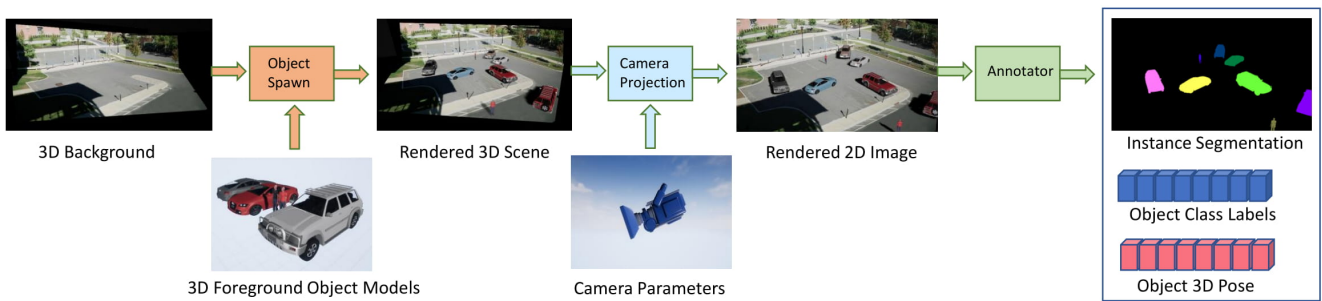 Object
Spawn
Camera
Projection
Annotator
3D Background
Rendered 3D Scene
Rendered 2D Image
Instance Segmentation
Object Class Labels
3D Foreground Object Models
Camera Parameters
Object 3D Pose